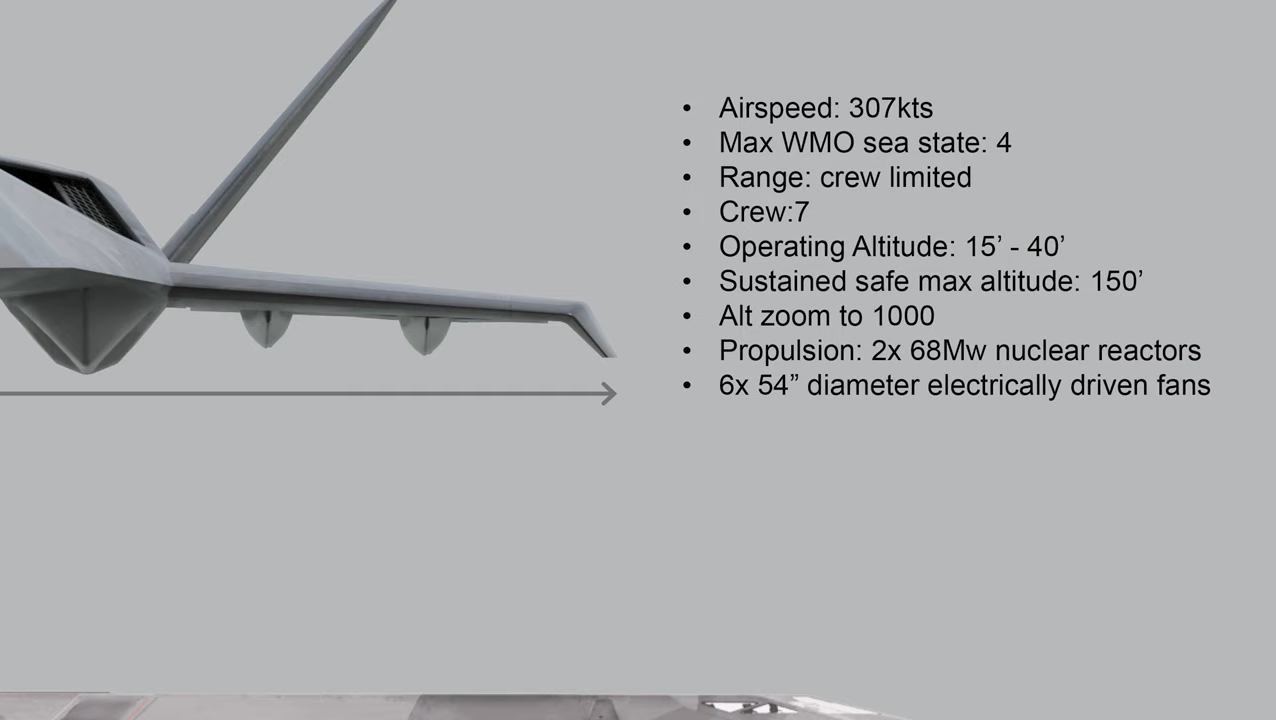 • Airspeed: 307kts
• Max WMO sea state: 4
• Range: crew limited
• Crew:7
• Operating Altitude: 15’ - 40’
• Sustained safe max altitude: 150’
• Alt zoom to 1000
• Propulsion: 2x 68Mw nuclear reactors
• 6x 54” diameter electrically driven fans